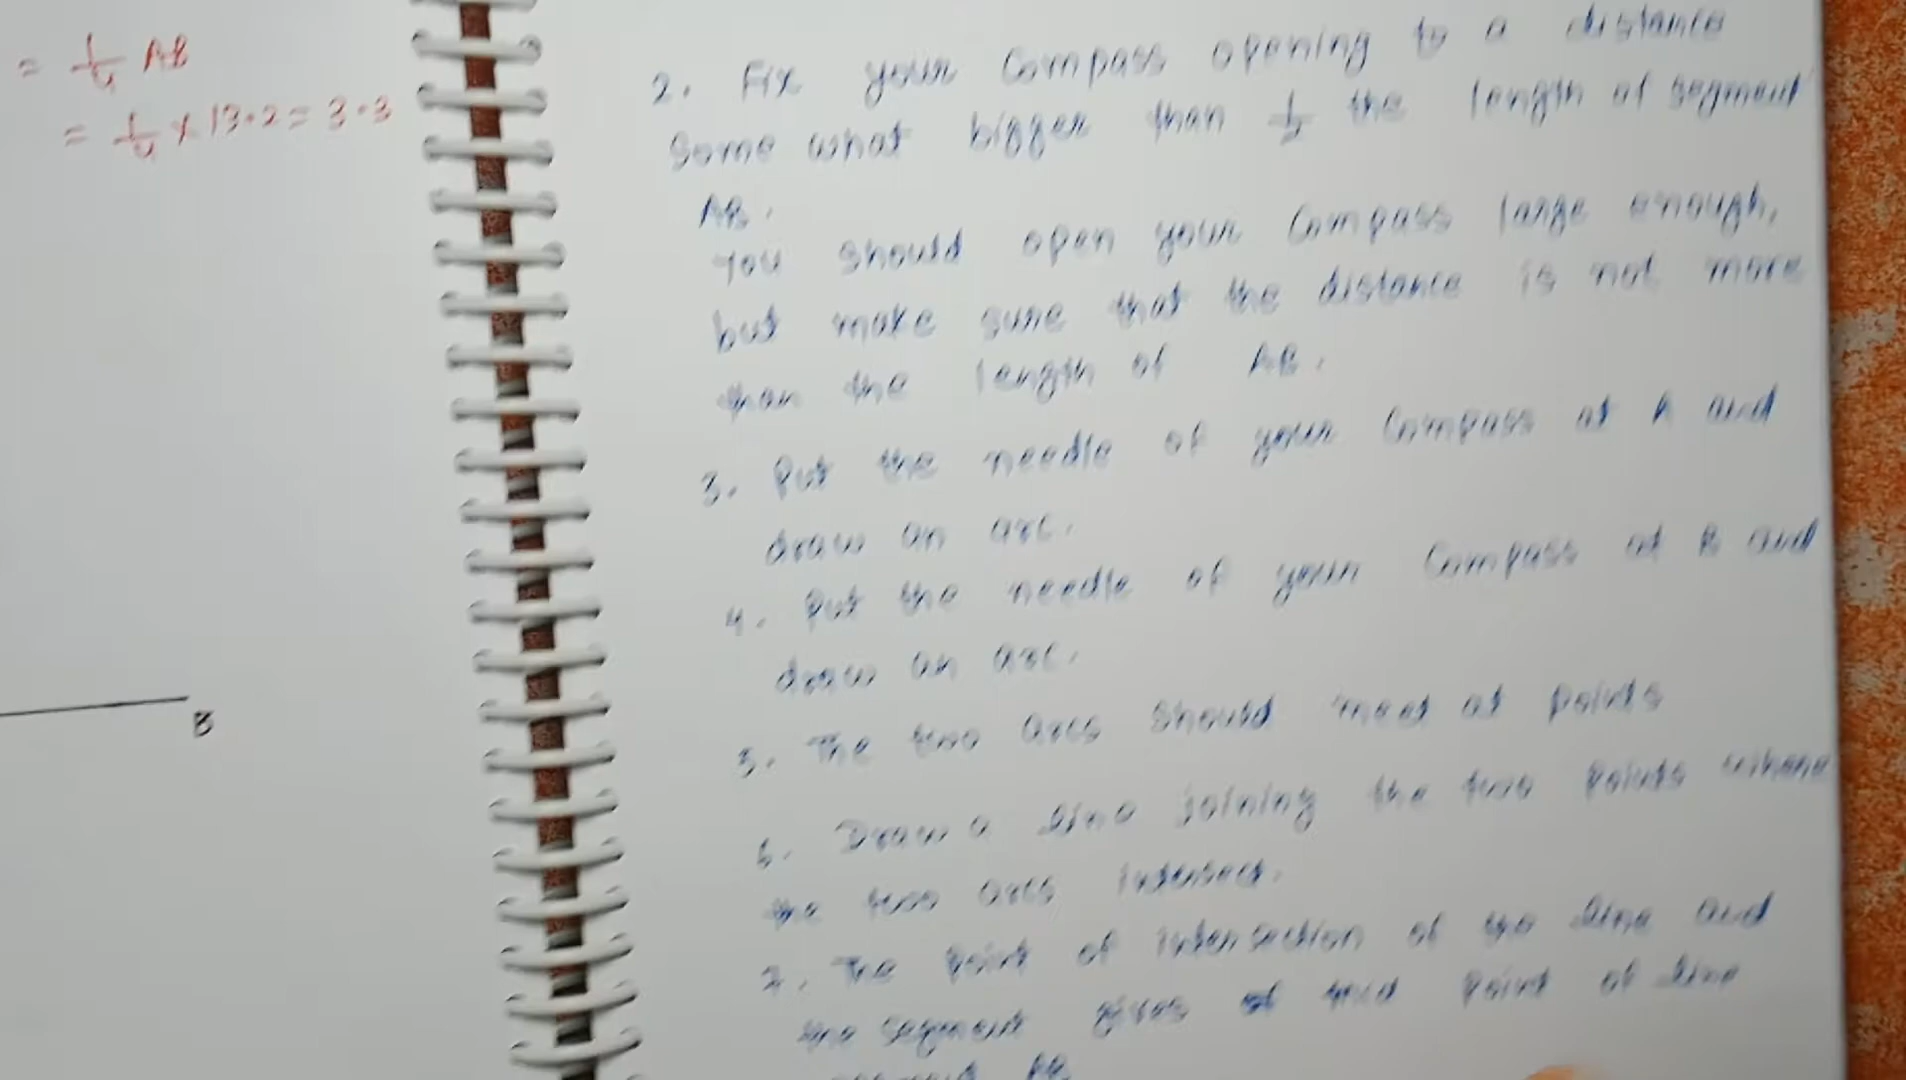 = 1/4 AB
= 1/4 x 13.2 = 3.3
B
2. Fix your Compass opening to a distance
Some what bigger than 1/2 the length of segment
AB.
You should open your Compass large enough,
but make sure that the distance is not more
than the length of AB.
3. Put the needle of your Compass at A and
draw an arc.
4. Put the needle of your Compass at B and
draw an arc.
5. The two arcs should meet at points
6. Draw a line joining the two points where
the two arcs intersect.
7. The point of intersection of the line and
the segment gives mid point of line
AB